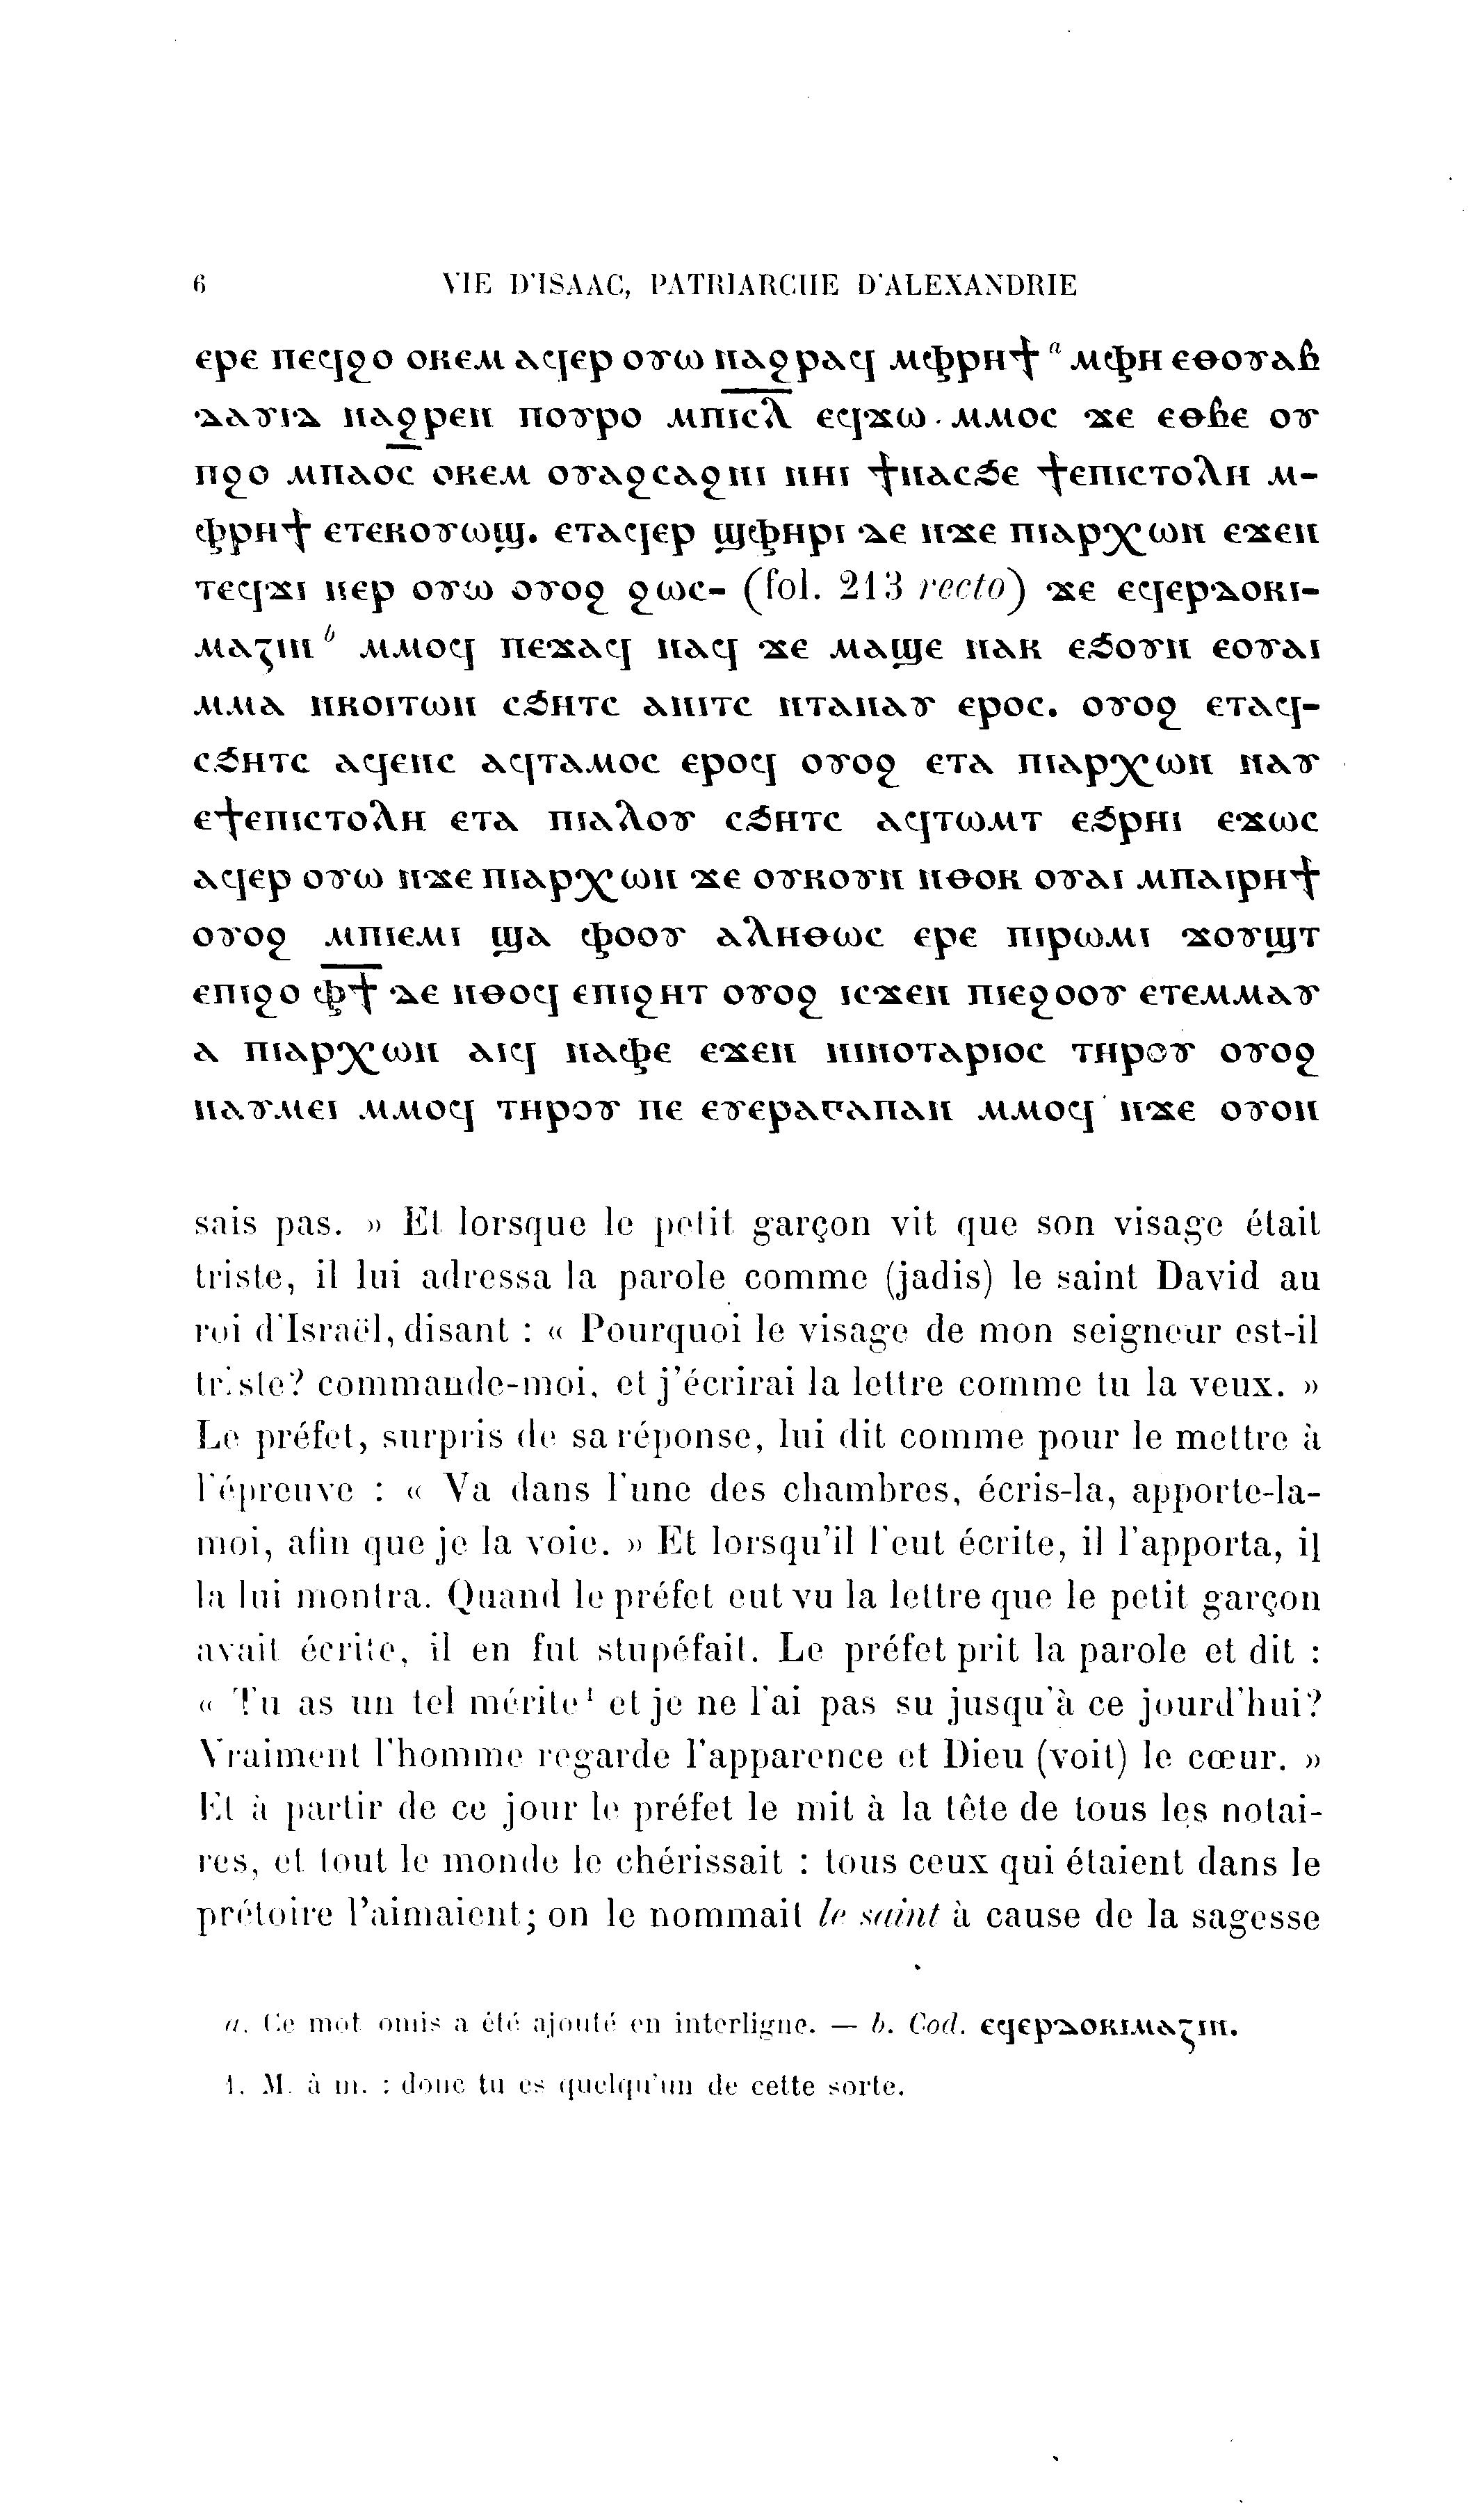 6 VIE D'ISAAC, PATRIARCHE D'ALEXANDRIE
ⲉⲣⲉ ⲡⲉϥϩⲟ ⲟⲕⲉⲙ ⲁϥⲉⲣ ⲟⲩⲱ ⲛⲁϩⲣⲁϥ ⲙⲫⲣⲏϯ ᵃ ⲙⲫⲏ ⲉⲑⲟⲩⲁⲃ
ⲇⲁⲩⲓⲇ ⲛⲁϩⲣⲉⲛ ⲡⲟⲩⲣⲟ ⲙⲡⲓ̅ⲥ̅ⲗ̅ ⲉϥϫⲱ ⲙⲙⲟⲥ ϫⲉ ⲉⲑⲃⲉ ⲟⲩ
ⲡϩⲟ ⲙⲡⲁⲟ̅ⲥ̅ ⲟⲕⲉⲙ ⲟⲩⲁϩⲥⲁϩⲛⲓ ⲛⲏⲓ ϯⲛⲁⲥϧⲉ ϯⲉⲡⲓⲥⲧⲟⲗⲏ ⲙ-
ⲫⲣⲏϯ ⲉⲧⲉⲕⲟⲩⲱϣ. ⲉⲧⲁϥⲉⲣ ϣⲫⲏⲣⲓ ⲇⲉ ⲛϫⲉ ⲡⲓⲁⲣⲭⲱⲛ ⲉϫⲉⲛ
ⲧⲉϥϫⲓ ⲛⲉⲣ ⲟⲩⲱ ⲟⲩⲟϩ ϩⲱⲥ- (fol. 213 recto) ϫⲉ ⲉϥⲉⲣⲇⲟⲕⲓ-
ⲙⲁⲍⲓⲛ ᵇ ⲙⲙⲟϥ ⲡⲉϫⲁϥ ⲛⲁϥ ϫⲉ ⲙⲁϣⲉ ⲛⲁⲕ ⲉϧⲟⲩⲛ ⲉⲟⲩⲁⲓ
ⲙⲙⲁ ⲛⲕⲟⲓⲧⲱⲛ ⲥϧⲏⲧⲥ ⲁⲛⲓⲧⲥ ⲛⲧⲁⲛⲁⲩ ⲉⲣⲟⲥ. ⲟⲩⲟϩ ⲉⲧⲁϥ-
ⲥϧⲏⲧⲥ ⲁϥⲉⲛⲥ ⲁϥⲧⲁⲙⲟⲥ ⲉⲣⲟϥ ⲟⲩⲟϩ ⲉⲧⲁ ⲡⲓⲁⲣⲭⲱⲛ ⲛⲁⲩ
ⲉϯⲉⲡⲓⲥⲧⲟⲗⲏ ⲉⲧⲁ ⲡⲓⲁⲗⲟⲩ ⲥϧⲏⲧⲥ ⲁϥⲧⲱⲙⲧ ⲉϧⲣⲏⲓ ⲉϫⲱⲥ
ⲁϥⲉⲣ ⲟⲩⲱ ⲛϫⲉ ⲡⲓⲁⲣⲭⲱⲛ ϫⲉ ⲟⲩⲕⲟⲩⲛ ⲛⲑⲟⲕ ⲟⲩⲁⲓ ⲙⲡⲁⲓⲣⲏϯ
ⲟⲩⲟϩ ⲙⲡⲓⲉⲙⲓ ϣⲁ ⲫⲟⲟⲩ ⲁⲗⲏⲑⲱⲥ ⲉⲣⲉ ⲡⲓⲣⲱⲙⲓ ϫⲟⲩϣⲧ
ⲉⲡⲓϩⲟ ⲫ̅ϯ̅ ⲇⲉ ⲛⲑⲟϥ ⲉⲡⲓϩⲏⲧ ⲟⲩⲟϩ ⲓⲥϫⲉⲛ ⲡⲓⲉϩⲟⲟⲩ ⲉⲧⲉⲙⲙⲁⲩ
ⲁ ⲡⲓⲁⲣⲭⲱⲛ ⲁⲓϥ ⲛⲁⲫⲉ ⲉϫⲉⲛ ⲛⲓⲛⲟⲧⲁⲣⲓⲟⲥ ⲧⲏⲣⲟⲩ ⲟⲩⲟϩ
ⲛⲁⲩⲙⲉⲓ ⲙⲙⲟϥ ⲧⲏⲣⲟⲩ ⲡⲉ ⲉⲩⲉⲣⲁⲅⲁⲡⲁⲛ ⲙⲙⲟϥ ⲛϫⲉ ⲟⲩⲟⲛ
sais pas. » Et lorsque le petit garçon vit que son visage était
triste, il lui adressa la parole comme (jadis) le saint David au
roi d'Israël, disant : « Pourquoi le visage de mon seigneur est-il
triste? commande-moi, et j'écrirai la lettre comme tu la veux. »
Le préfet, surpris de sa réponse, lui dit comme pour le mettre à
l'épreuve : « Va dans l'une des chambres, écris-la, apporte-la-
moi, afin que je la voie. » Et lorsqu'il l'eut écrite, il l'apporta, il
la lui montra. Quand le préfet eut vu la lettre que le petit garçon
avait écrite, il en fut stupéfait. Le préfet prit la parole et dit :
« Tu as un tel mérite¹ et je ne l'ai pas su jusqu'à ce jourd'hui?
Vraiment l'homme regarde l'apparence et Dieu (voit) le cœur. »
Et à partir de ce jour le préfet le mit à la tête de tous les notai-
res, et tout le monde le chérissait : tous ceux qui étaient dans le
prétoire l'aimaient; on le nommait le saint à cause de la sagesse
a. Ce mot omis a été ajouté en interligne. — b. Cod. ⲉϥⲉⲣⲇⲟⲕⲓⲙⲁⲍⲓⲛ.
1. M. à m. : donc tu es quelqu'un de cette sorte.